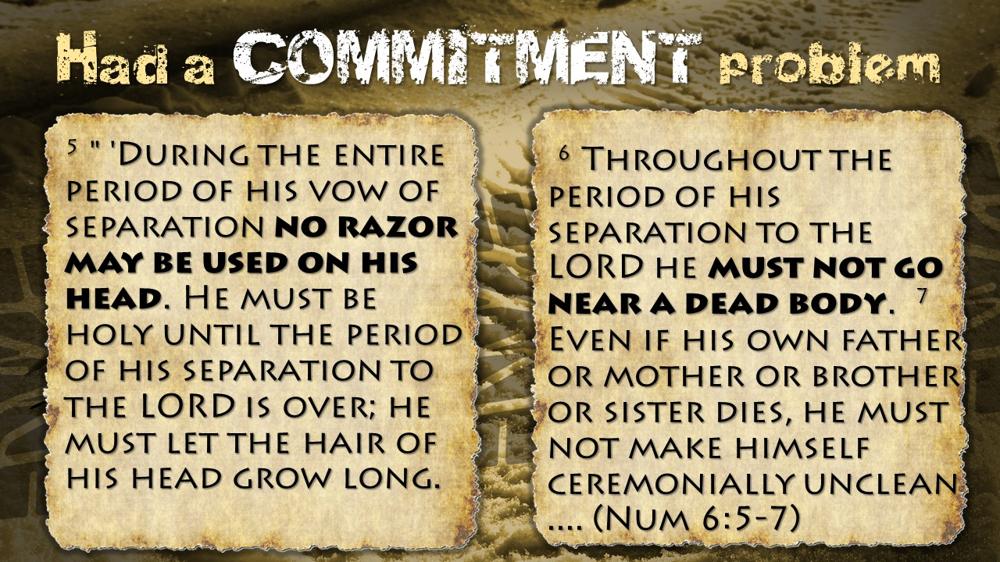 Had a COMMITMENT problem
5 " 'During the entire
period of his vow of
separation no razor
may be used on his
head. He must be
holy until the period
of his separation to
the LORD is over; he
must let the hair of
his head grow long.
6 Throughout the
period of his
separation to the
LORD he must not go
near a dead body. 7
Even if his own father
or mother or brother
or sister dies, he must
not make himself
ceremonially unclean
.... (Num 6:5-7)